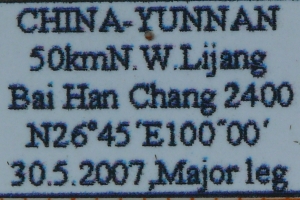 CHINA-YUNNAN
50kmN.W.Lijang
Bai Han Chang 2400
N26°45′E100″00′
30.5.2007,Major leg